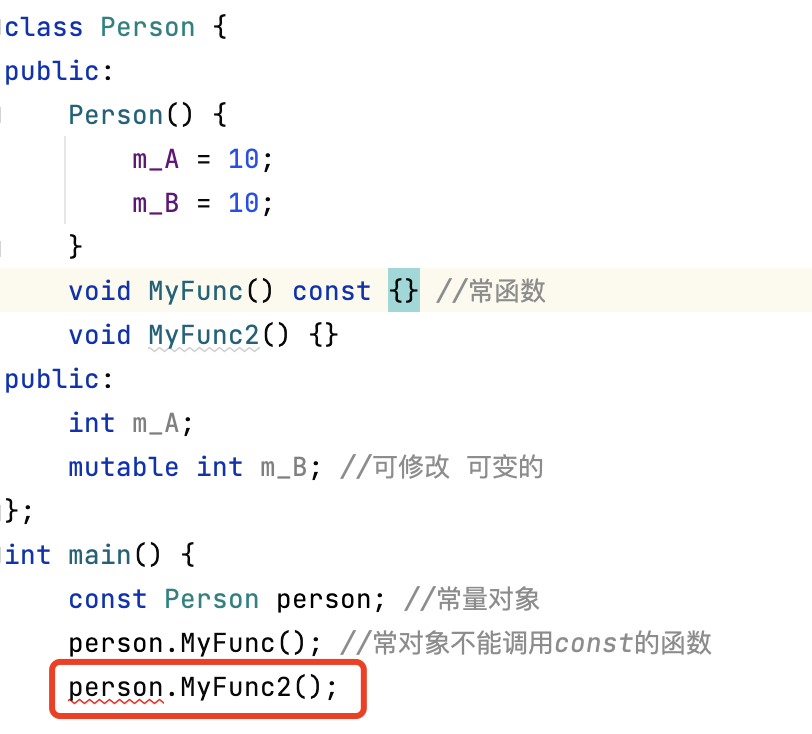 class Person {
public:
    Person() {
        m_A = 10;
        m_B = 10;
    }
    void MyFunc() const {} //常函数
    void MyFunc2() {}
public:
    int m_A;
    mutable int m_B; //可修改 可变的
};
int main() {
    const Person person; //常量对象
    person.MyFunc(); //常对象不能调用const的函数
    person.MyFunc2();